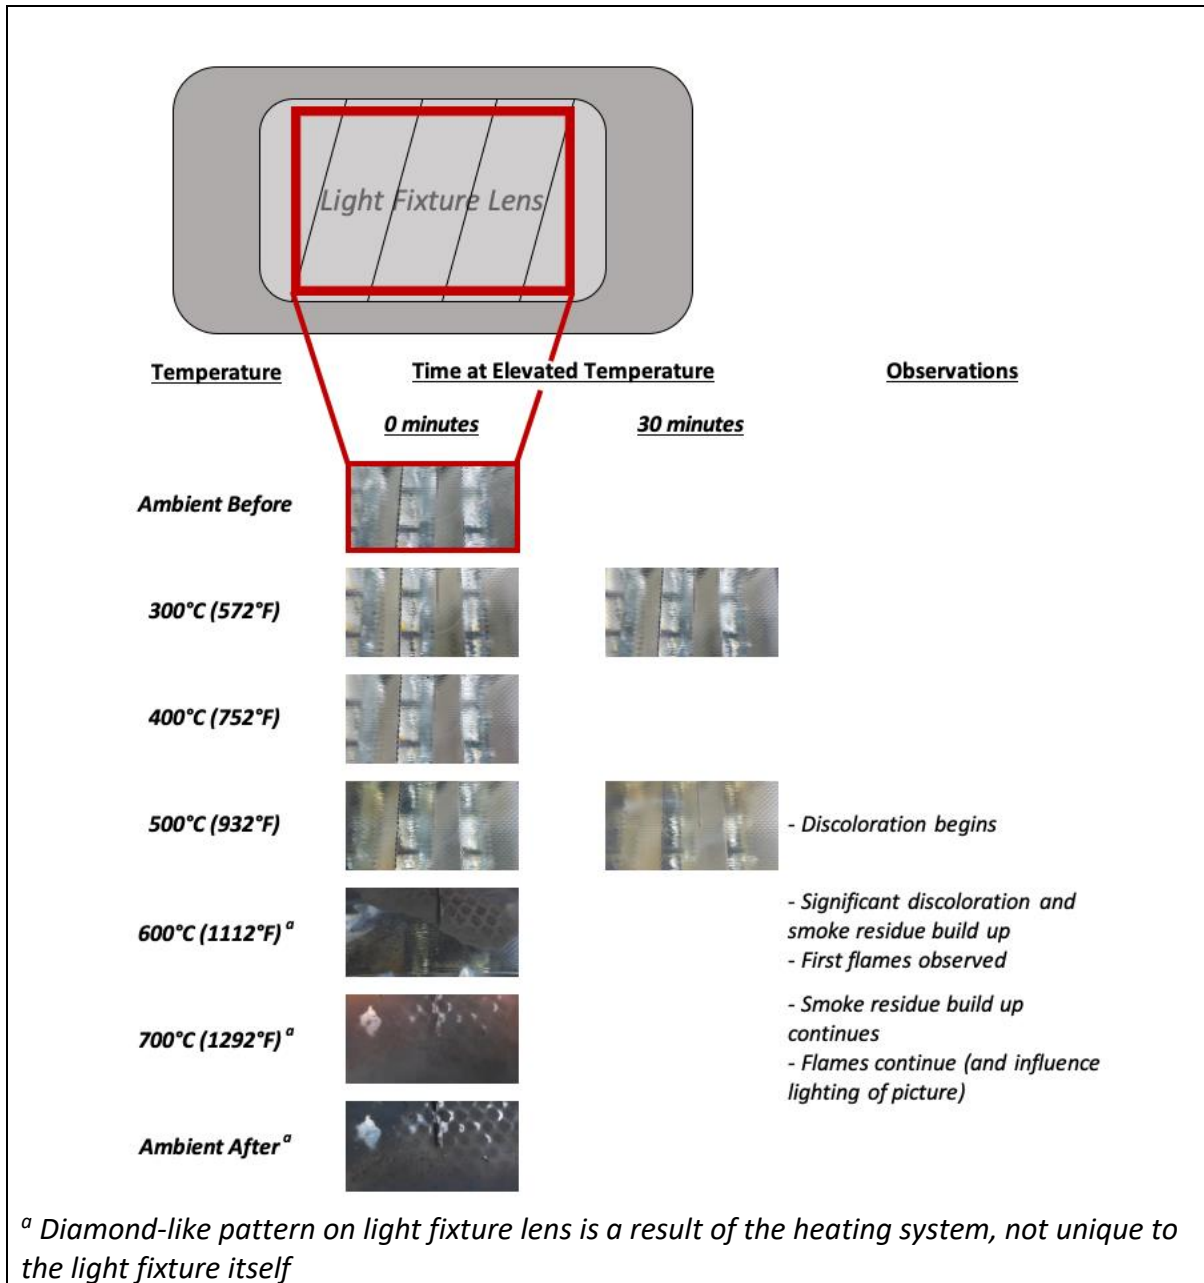 Light Fixture Lens
Temperature
Time at Elevated Temperature
Observations
0 minutes
30 minutes
Ambient Before
300°C (572°F)
400°C (752°F)
500°C (932°F)
- Discoloration begins
600°C (1112°F) a
- Significant discoloration and
smoke residue build up
- First flames observed
700°C (1292°F) a
- Smoke residue build up
continues
- Flames continue (and influence
lighting of picture)
Ambient After a
a Diamond-like pattern on light fixture lens is a result of the heating system, not unique to
the light fixture itself